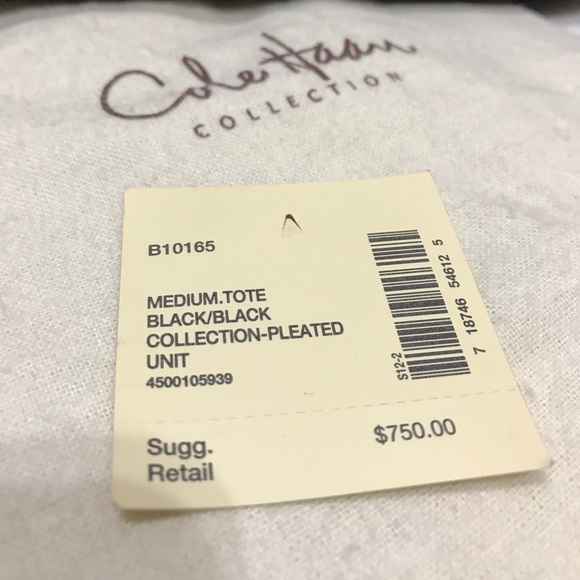 Cole Haan
COLLECTION
B10165
MEDIUM.TOTE
BLACK/BLACK
COLLECTION-PLEATED
UNIT
4500105939
S12-2
7 18746 54612 5
Sugg.
Retail
$750.00